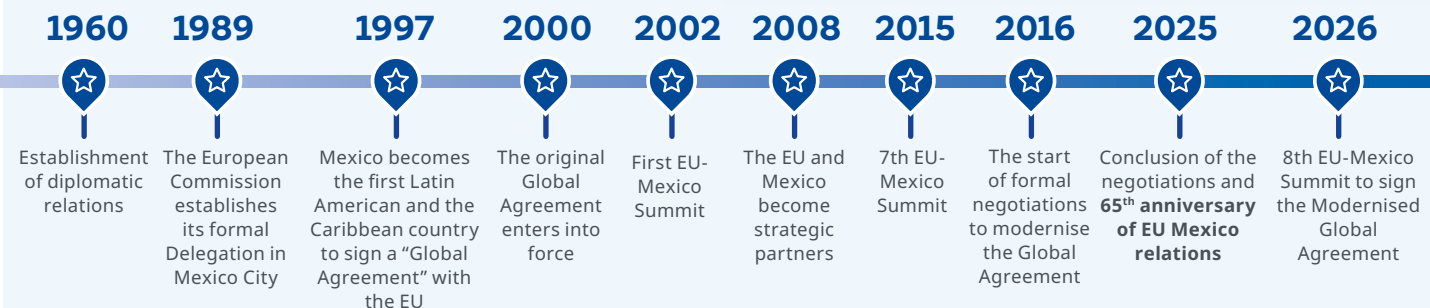 1960
Establishment
of diplomatic
relations
1989
The European
Commission
establishes
its formal
Delegation in
Mexico City
1997
Mexico becomes
the first Latin
American and the
Caribbean country
to sign a “Global
Agreement” with
the EU
2000
The original
Global
Agreement
enters into
force
2002
First EU-
Mexico
Summit
2008
The EU and
Mexico
become
strategic
partners
2015
7th EU-
Mexico
Summit
2016
The start
of formal
negotiations
to modernise
the Global
Agreement
2025
Conclusion of the
negotiations and
65th anniversary
of EU Mexico
relations
2026
8th EU-Mexico
Summit to sign
the Modernised
Global
Agreement